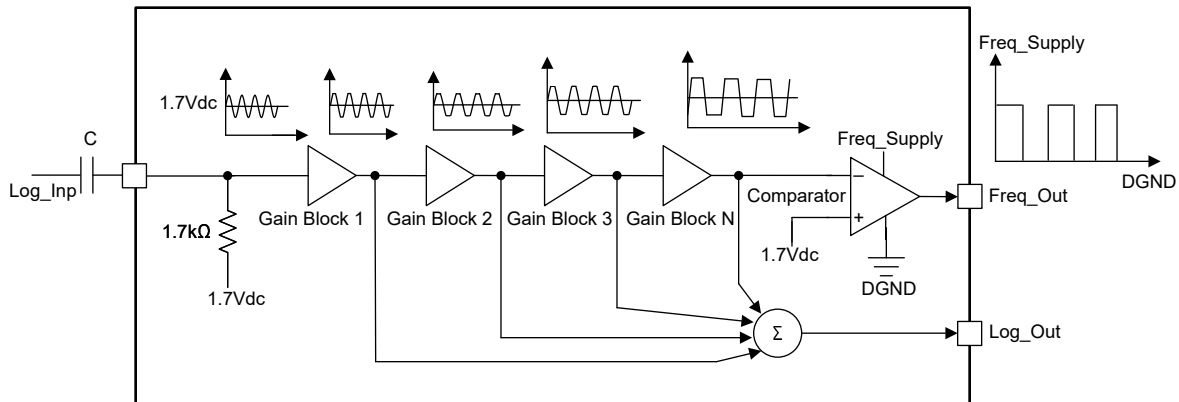 Freq_Supply
1.7Vdc
C
Freq_Supply
DGND
Log_Inp
Gain Block 1
Gain Block 2
Gain Block 3
Gain Block N
Comparator
−
+
Freq_Out
1.7kΩ
1.7Vdc
1.7Vdc
DGND
Σ
Log_Out